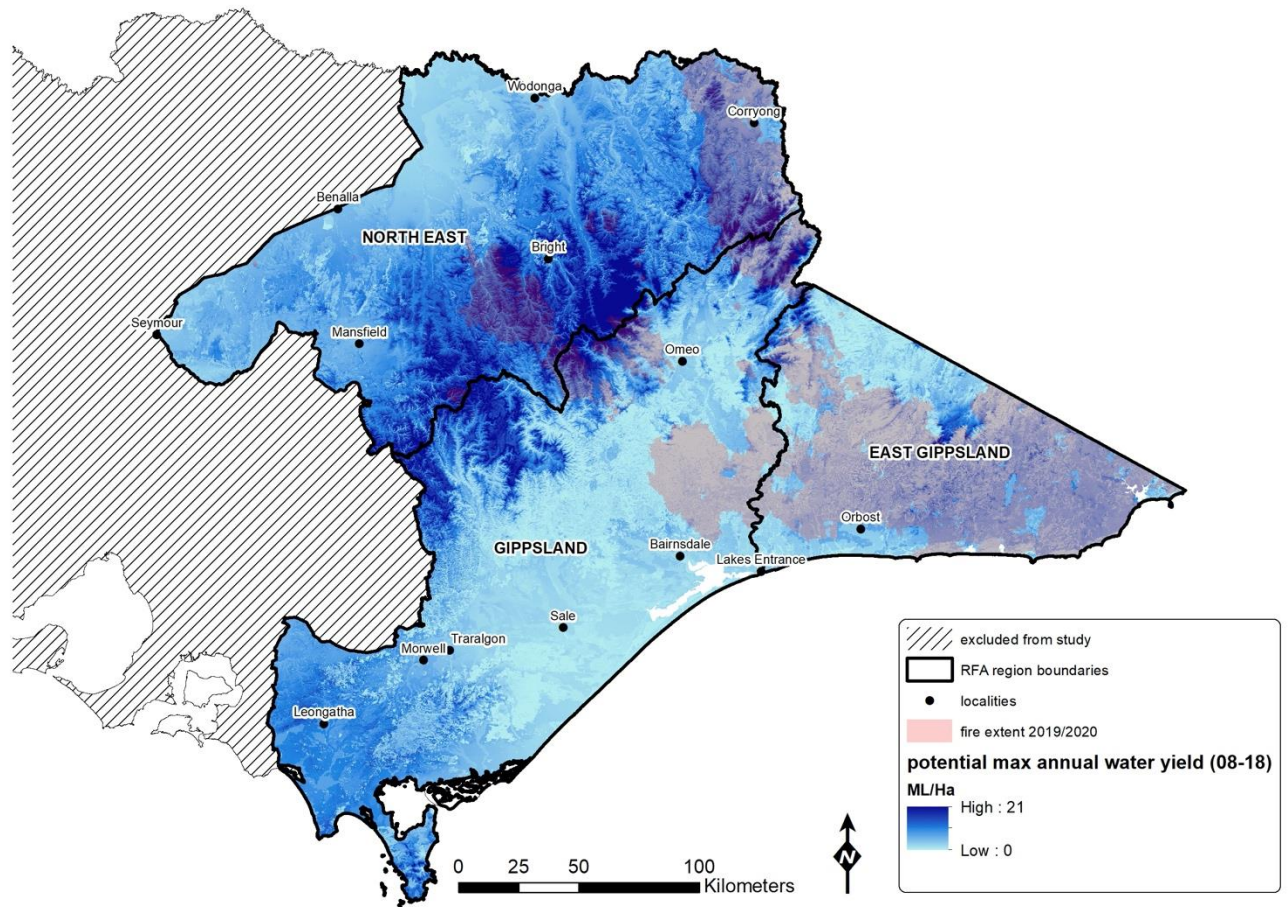 Wodonga
Corryong
Benalla
NORTH EAST
Bright
Seymour
Mansfield
Omeo
EAST GIPPSLAND
Orbost
GIPPSLAND
Bairnsdale
Lakes Entrance
Sale
Traralgon
Morwell
Leongatha
0 25 50 100
Kilometers
N
excluded from study
RFA region boundaries
localities
fire extent 2019/2020
potential max annual water yield (08-18)
ML/Ha
High : 21
Low : 0